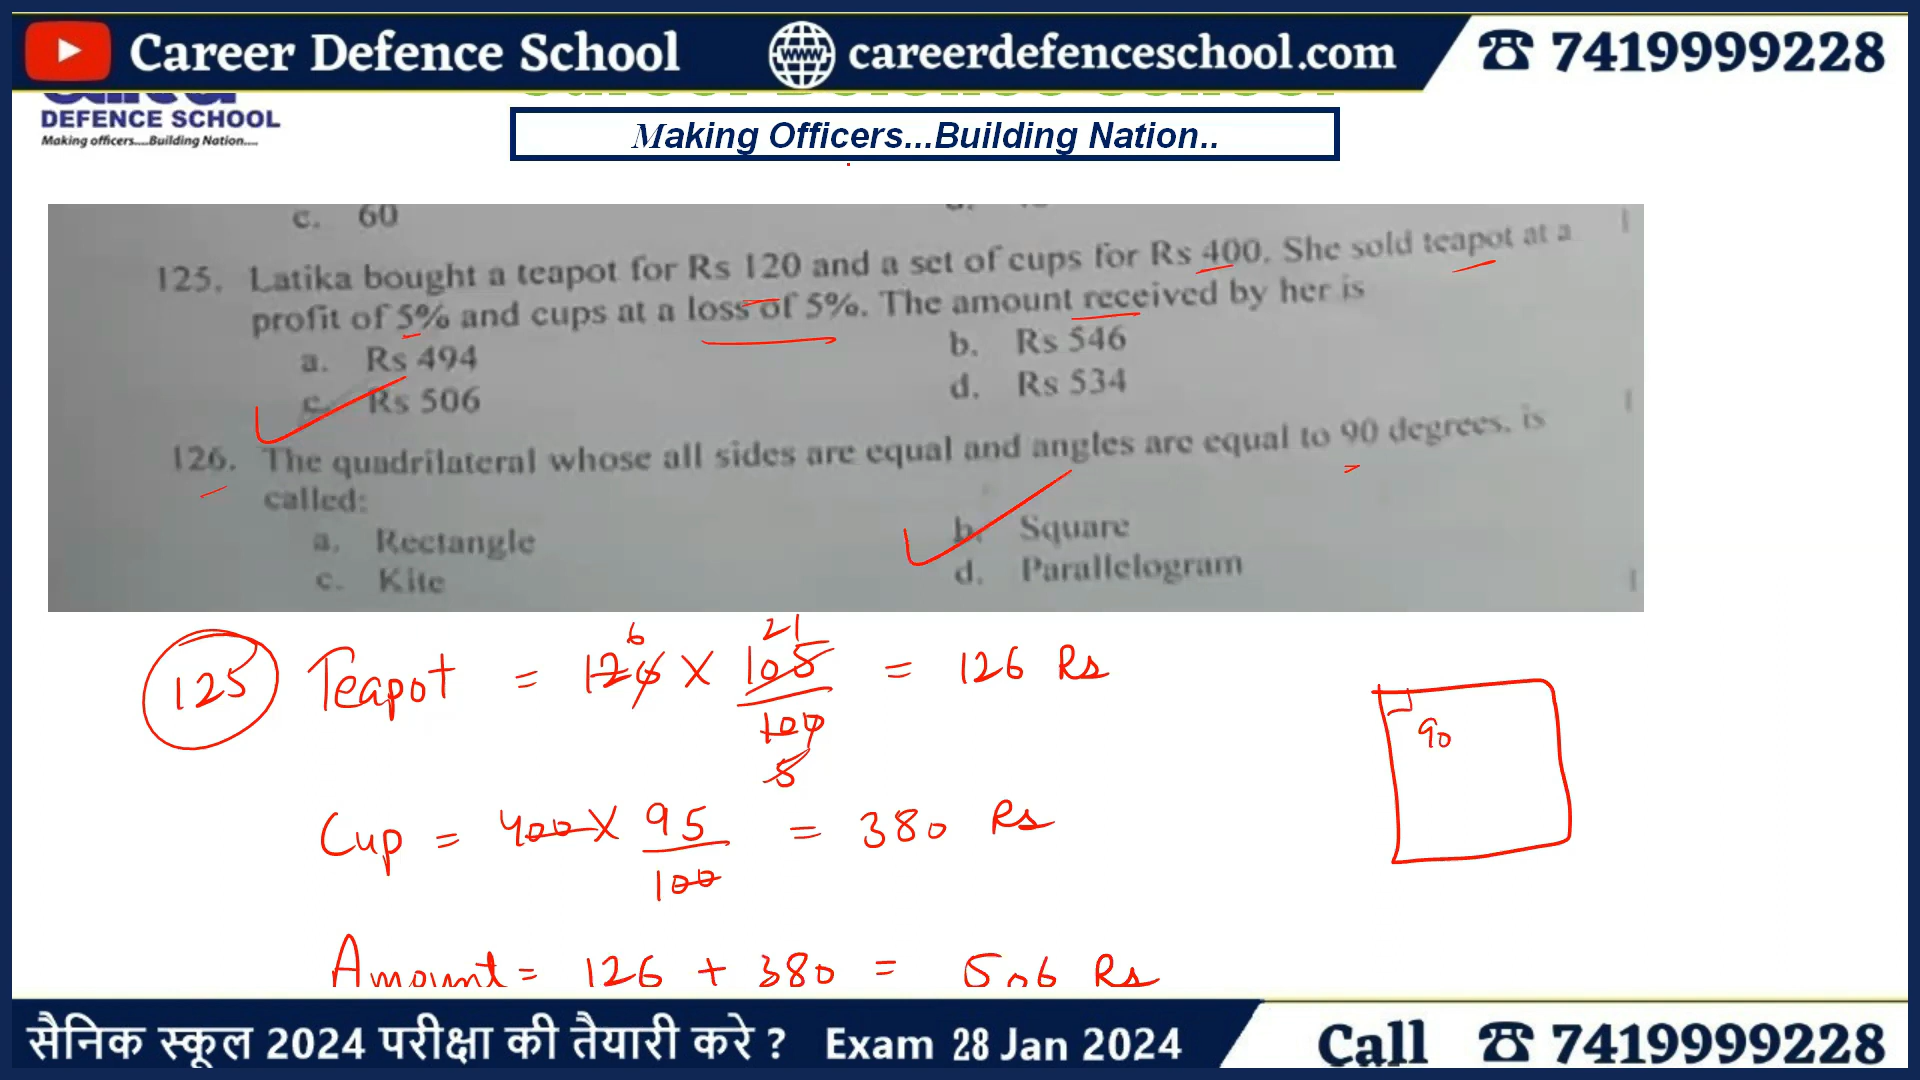 Career Defence School
www
careerdefenceschool.com
☎ 7419999228
DEFENCE SCHOOL
Making officers....Building Nation....
Making Officers...Building Nation..
c. 60
125. Latika bought a teapot for Rs 120 and a set of cups for Rs 400. She sold teapot at a
profit of 5% and cups at a loss of 5%. The amount received by her is
a. Rs 494
b. Rs 546
c. Rs 506
d. Rs 534
126. The quadrilateral whose all sides are equal and angles are equal to 90 degrees, is
called:
a. Rectangle
b. Square
c. Kite
d. Parallelogram
6 21
125 Teapot = 120 X 105 = 126 Rs
100
5
90
Cup = 400 X 95 = 380 Rs
100
Amount = 126 + 380 = 506 Rs
सैनिक स्कूल 2024 परीक्षा की तैयारी करे ? Exam 28 Jan 2024
Call ☎ 7419999228